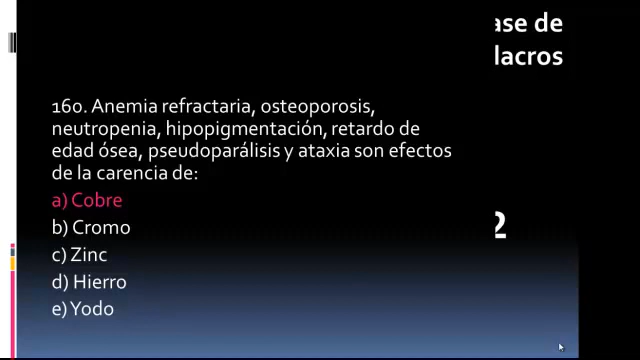 ase de
lacros
160. Anemia refractaria, osteoporosis,
neutropenia, hipopigmentación, retardo de
edad ósea, pseudoparálisis y ataxia son efectos
de la carencia de:
a) Cobre
b) Cromo
2
c) Zinc
d) Hierro
e) Yodo